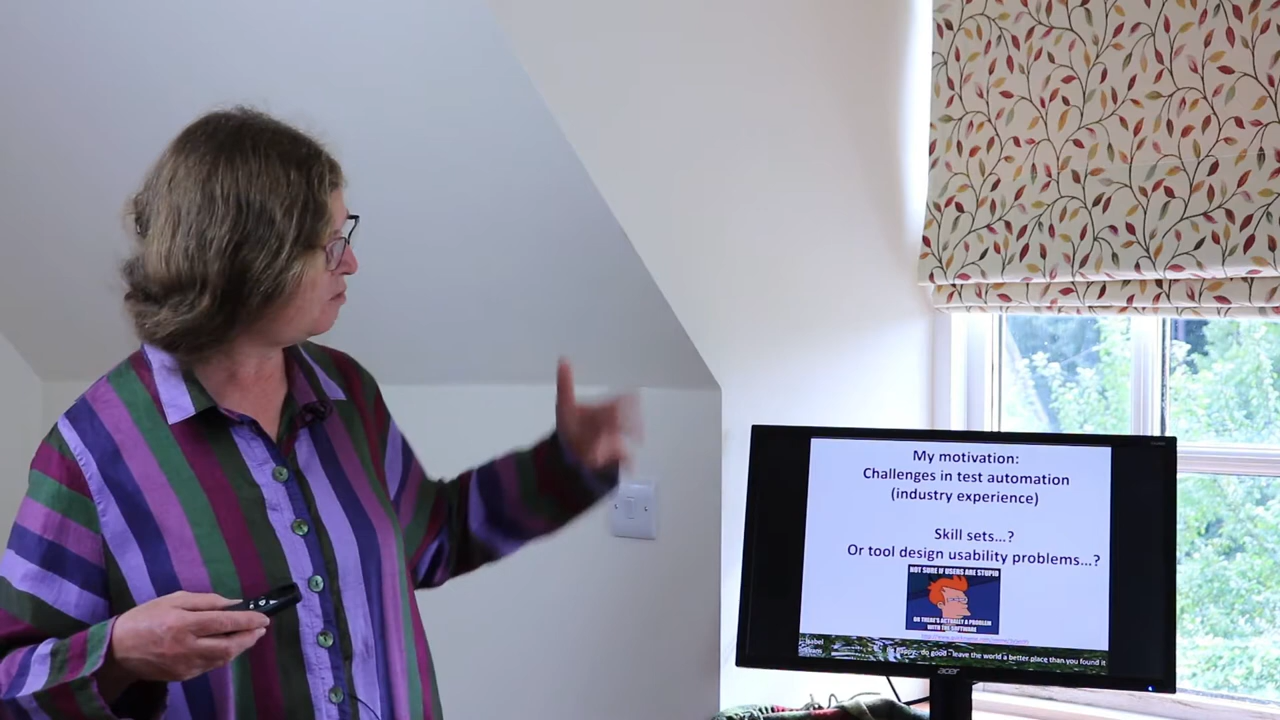 My motivation:
Challenges in test automation
(industry experience)
Skill sets...?
Or tool design usability problems...?
NOT SURE IF USERS ARE STUPID
OR THERE'S ACTUALLY A PROBLEM
WITH THE SOFTWARE
Isabel
Evans
happy, do good - leave the world a better place than you found it
acer